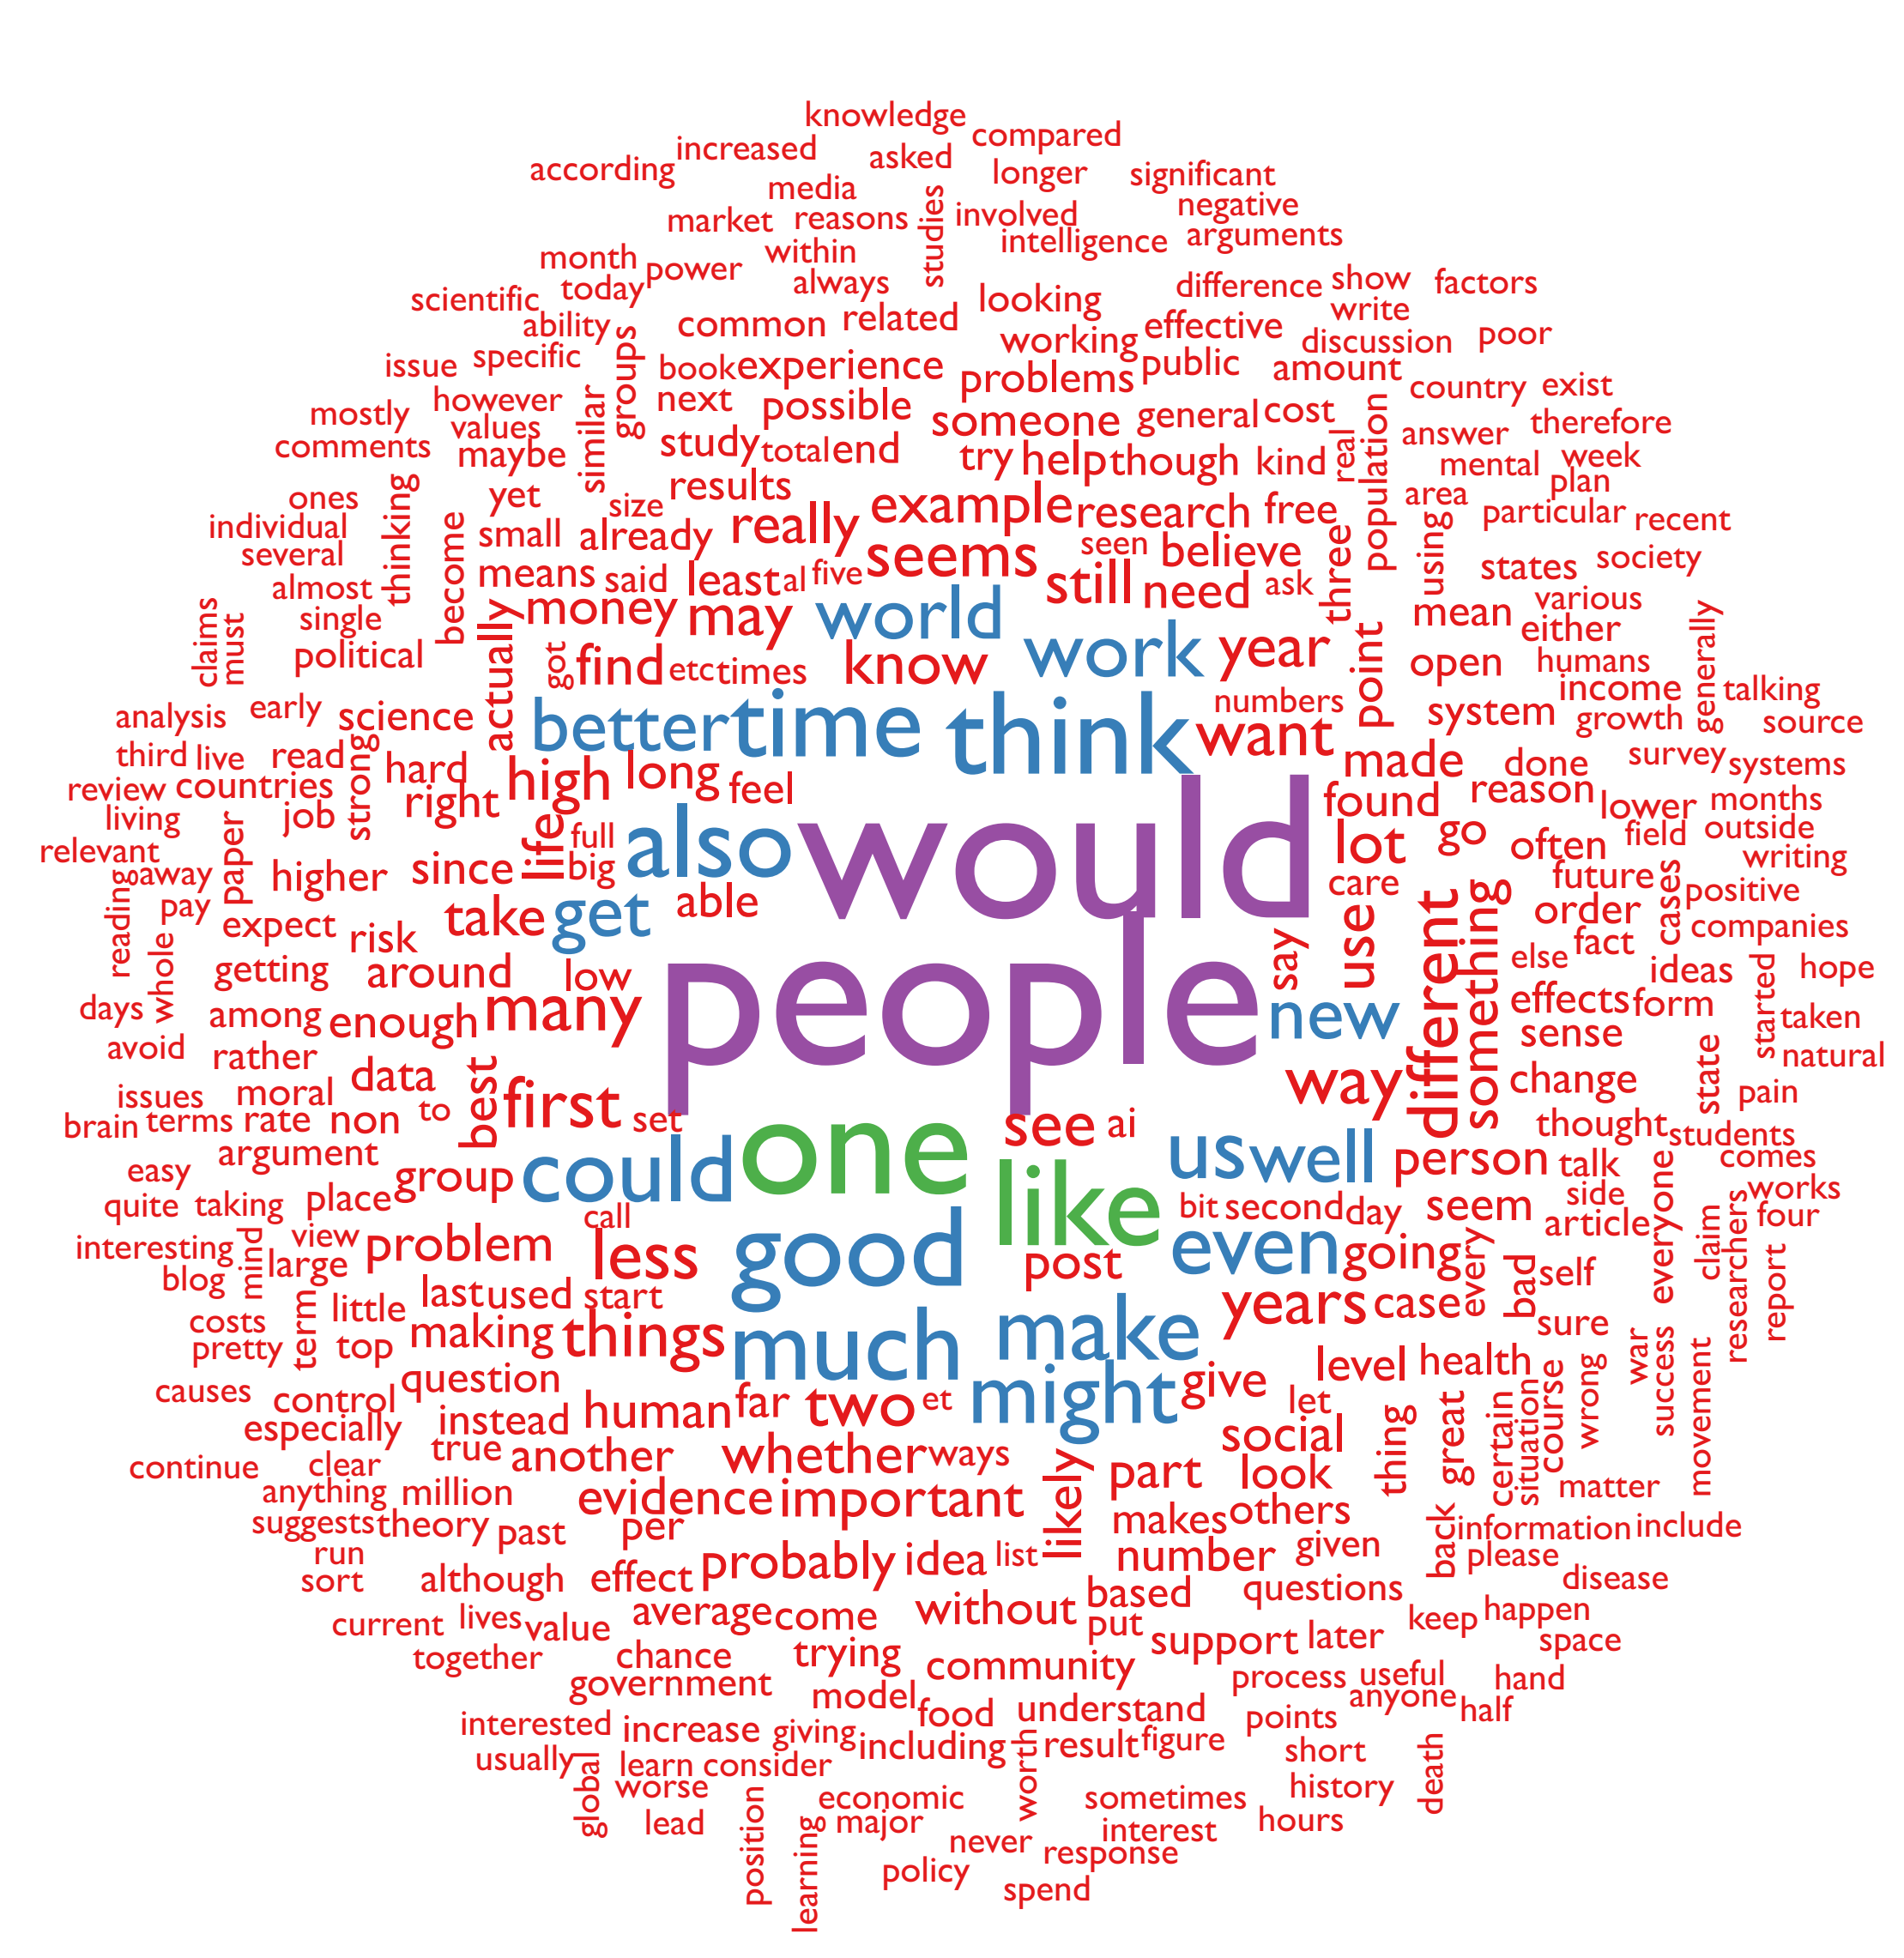 knowledge
compared
increased
asked
according
longer
significant
media
studies
negative
market
reasons
involved
intelligence
arguments
within
month
power
always
today
scientific
looking
difference
show
factors
write
ability
common
related
working
effective
discussion
poor
groups
issue
specific
book
experience
problems
public
amount
country
exist
mostly
however
next
possible
someone
general
cost
population
answer
therefore
comments
values
maybe
similar
study
total
end
try
help
though
kind
real
mental
week
plan
ones
yet
size
results
example
research
free
area
particular
recent
individual
thinking
become
small
already
really
seems
seen
believe
three
using
states
society
several
almost
means
said
least
al
five
still
need
ask
various
single
claims
must
money
may
world
work
year
mean
either
generally
political
actually
got
find
etc
times
know
point
open
humans
numbers
income
talking
analysis
early
science
better
time
think
want
system
growth
source
third
live
read
strong
hard
high
long
feel
made
done
survey
systems
review
countries
right
found
reason
lower
months
living
job
life
full
also
would
lot
go
often
field
outside
relevant
paper
since
big
writing
reading
away
higher
able
care
future
cases
positive
pay
expect
take
get
different
something
order
companies
whole
risk
people
say
use
else
fact
getting
around
low
ideas
started
hope
days
among
enough
many
new
effects
form
taken
avoid
rather
sense
natural
issues
moral
data
best
first
way
change
state
pain
brain
terms
rate
non
to
set
one
see
ai
thought
students
argument
could
us
well
person
talk
comes
easy
group
like
works
quite
taking
place
call
bit
second
day
seem
side
article
everyone
four
interesting
mind
view
problem
less
good
post
even
going
every
bad
self
claim
researchers
report
blog
large
last
used
start
years
case
costs
term
little
making
things
much
make
sure
pretty
top
level
health
war
success
movement
causes
control
question
might
give
let
wrong
especially
instead
human
far
two
et
social
thing
great
certain
situation
course
continue
clear
true
another
whether
ways
likely
part
look
matter
anything
million
evidence
important
others
back
suggests
theory
past
per
makes
information
include
run
probably
idea
list
number
given
please
sort
although
effect
based
questions
disease
current
lives
value
average
come
without
put
support
later
keep
happen
space
together
chance
trying
community
government
model
process
useful
hand
anyone
interested
increase
giving
food
understand
points
half
usually
including
worth
result
figure
short
death
global
learn
consider
worse
history
economic
sometimes
lead
position
learning
major
interest
hours
never
response
policy
spend